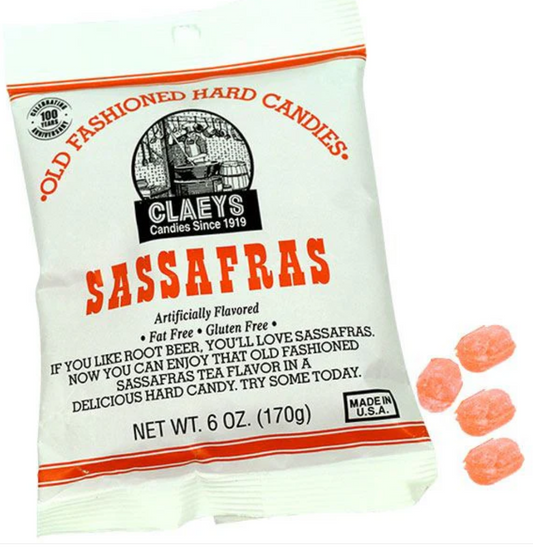 CELEBRATING
100
YEARS
ANNIVERSARY
•OLD FASHIONED HARD CANDIES•
CLAEYS
Candies Since 1919
SASSAFRAS
Artificially Flavored
• Fat Free • Gluten Free •
IF YOU LIKE ROOT BEER, YOU'LL LOVE SASSAFRAS.
NOW YOU CAN ENJOY THAT OLD FASHIONED
SASSAFRAS TEA FLAVOR IN A
DELICIOUS HARD CANDY. TRY SOME TODAY.
NET WT. 6 OZ. (170g)
MADE IN
U.S.A.